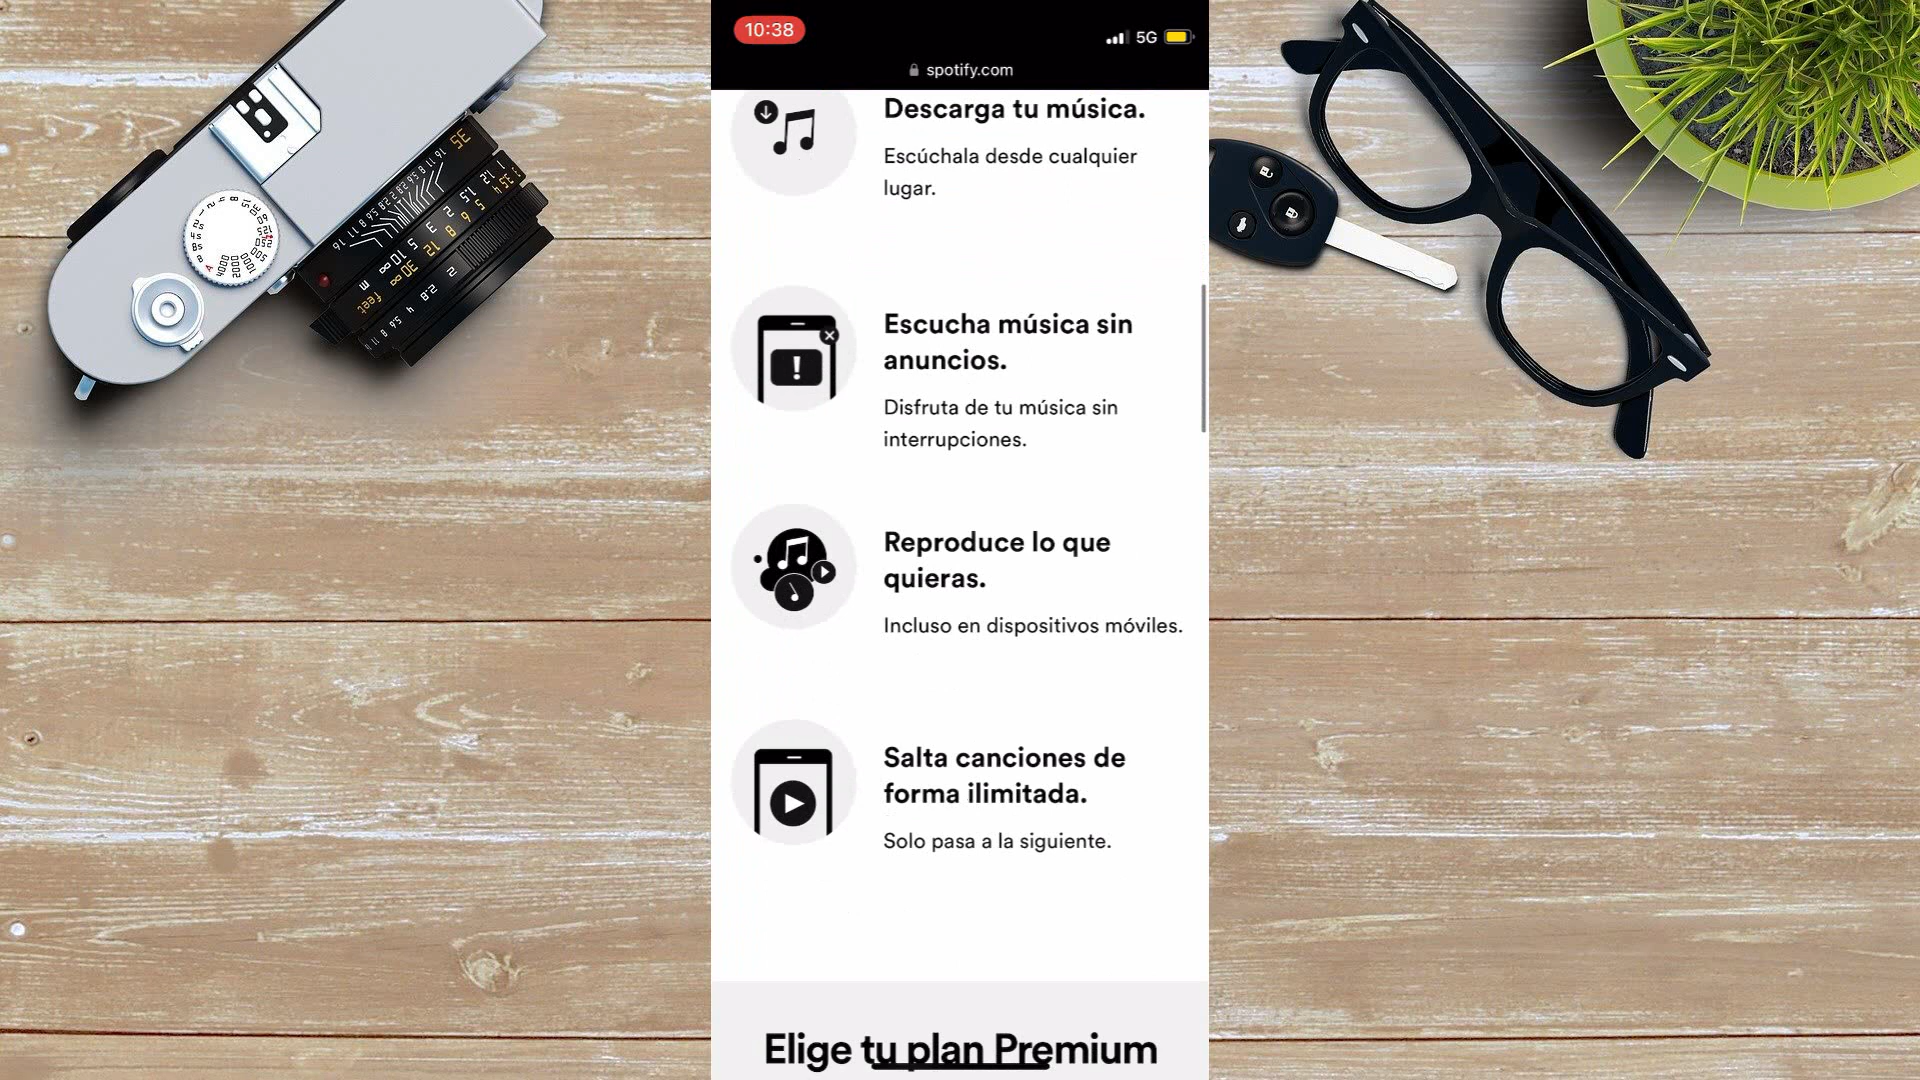 10:38
5G
spotify.com
Descarga tu música.
Escúchala desde cualquier
lugar.
Escucha música sin
anuncios.
Disfruta de tu música sin
interrupciones.
Reproduce lo que
quieras.
Incluso en dispositivos móviles.
Salta canciones de
forma ilimitada.
Solo pasa a la siguiente.
Elige tu plan Premium
35
feet
m